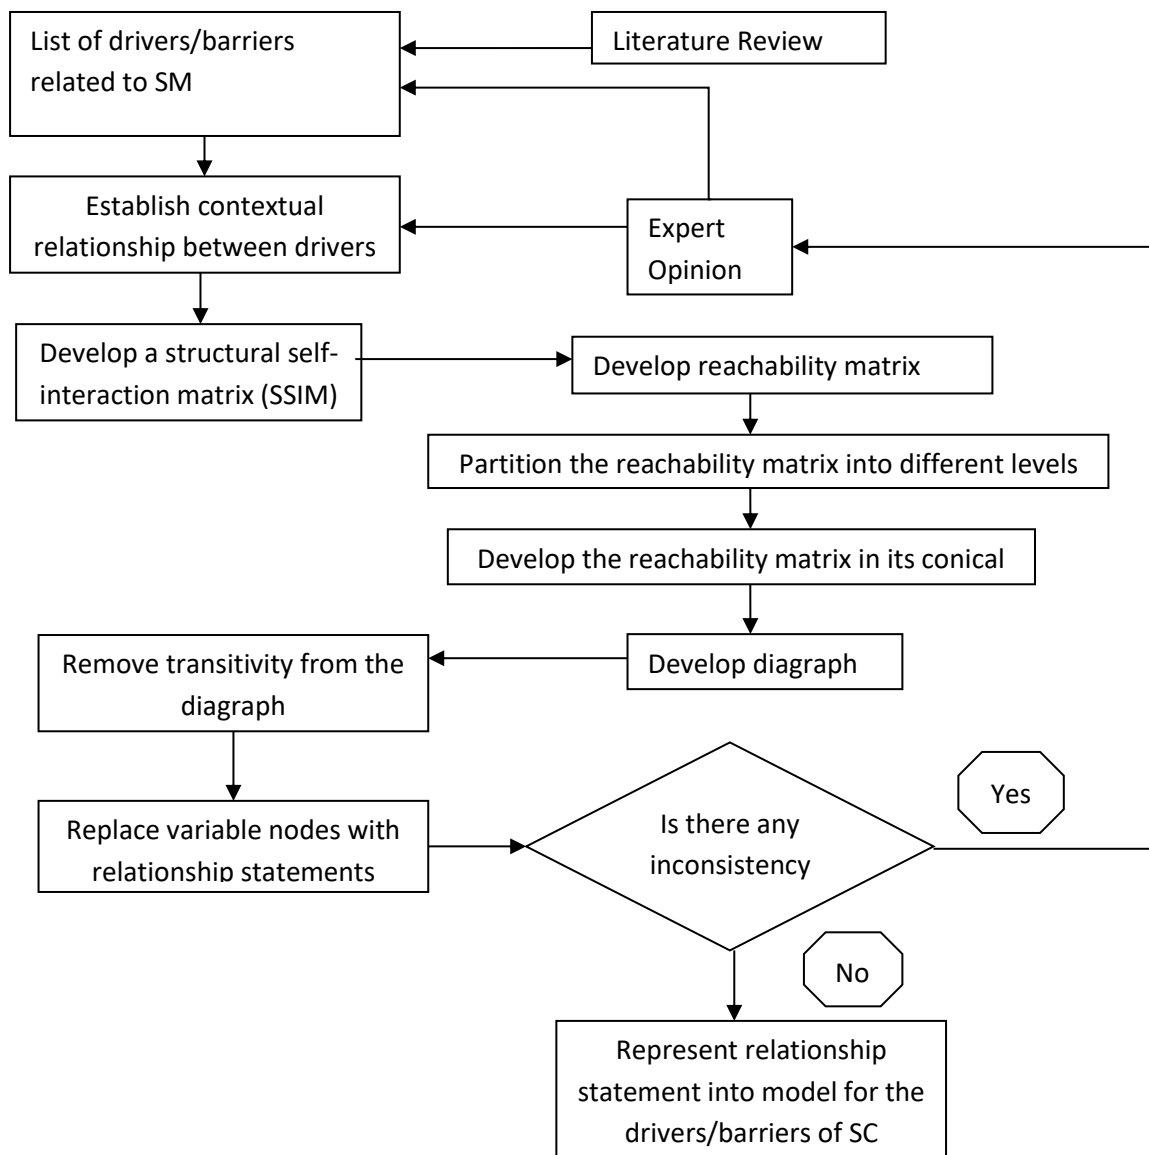 List of drivers/barriers
related to SM
Literature Review
Establish contextual
relationship between drivers
Expert
Opinion
Develop a structural self-
interaction matrix (SSIM)
Develop reachability matrix
Partition the reachability matrix into different levels
Develop the reachability matrix in its conical
Develop diagraph
Remove transitivity from the
diagraph
Replace variable nodes with
relationship statements
Is there any
inconsistency
Yes
No
Represent relationship
statement into model for the
drivers/barriers of SC